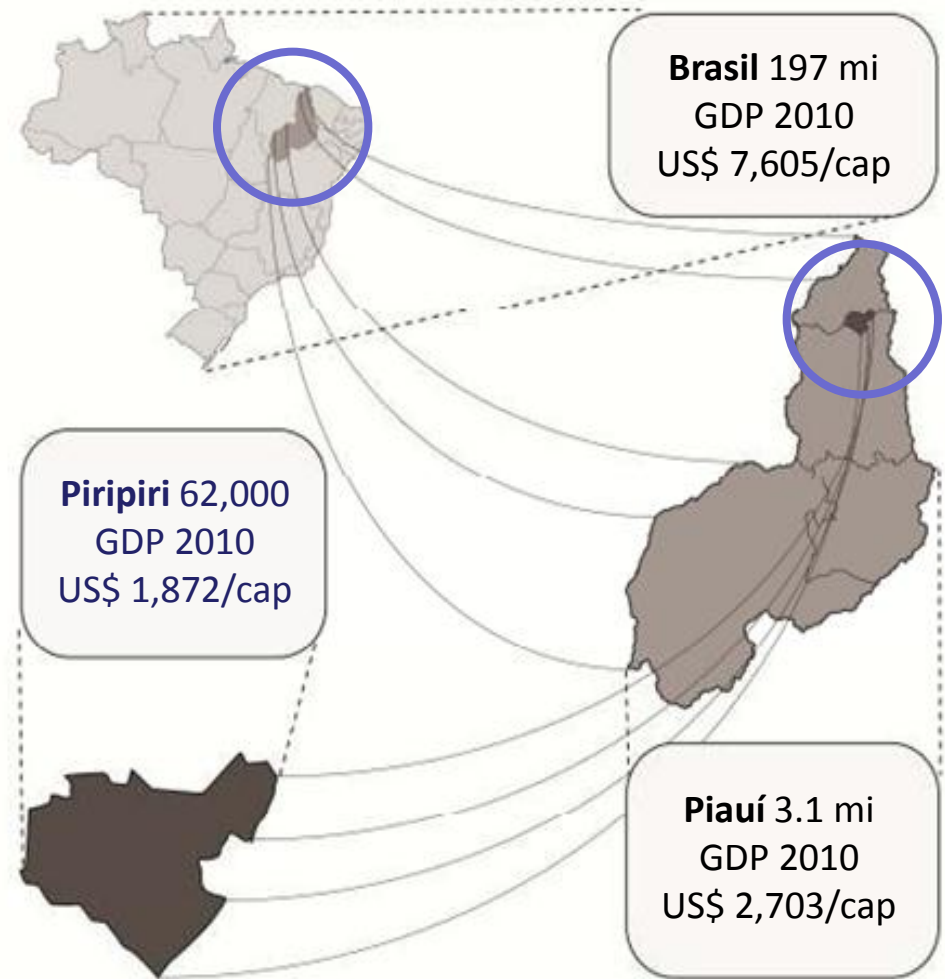 Brasil 197 mi
GDP 2010
US$ 7,605/cap
Piripiri 62,000
GDP 2010
US$ 1,872/cap
Piauí 3.1 mi
GDP 2010
US$ 2,703/cap